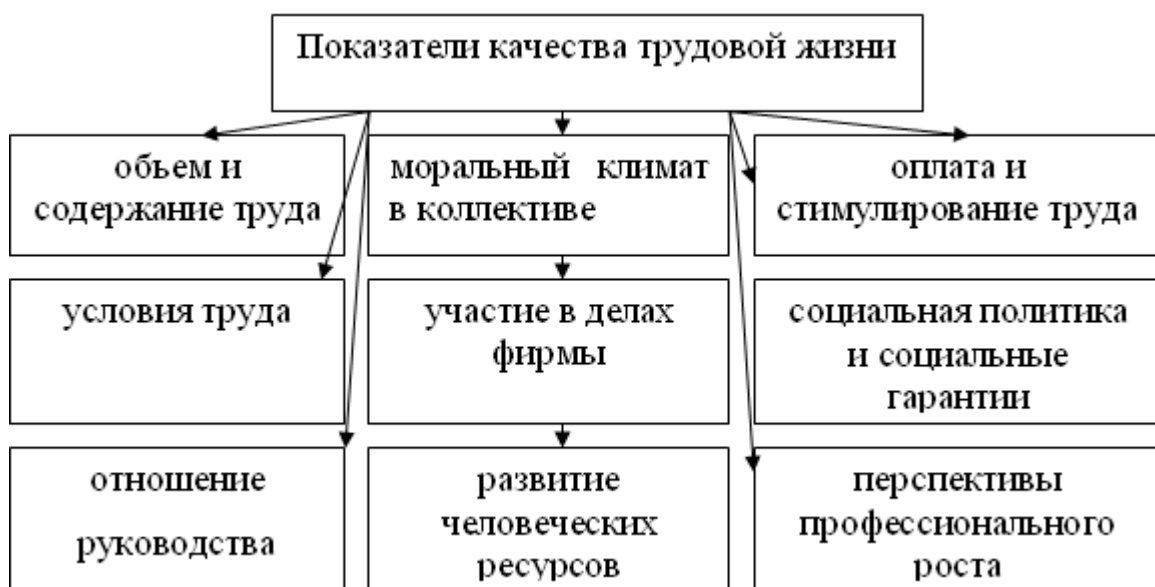 Показатели качества трудовой жизни
объем и
содержание труда
моральный климат
в коллективе
оплата и
стимулирование труда
условия труда
участие в делах
фирмы
социальная политика
и социальные
гарантии
отношение
руководства
развитие
человеческих
ресурсов
перспективы
профессионального
роста